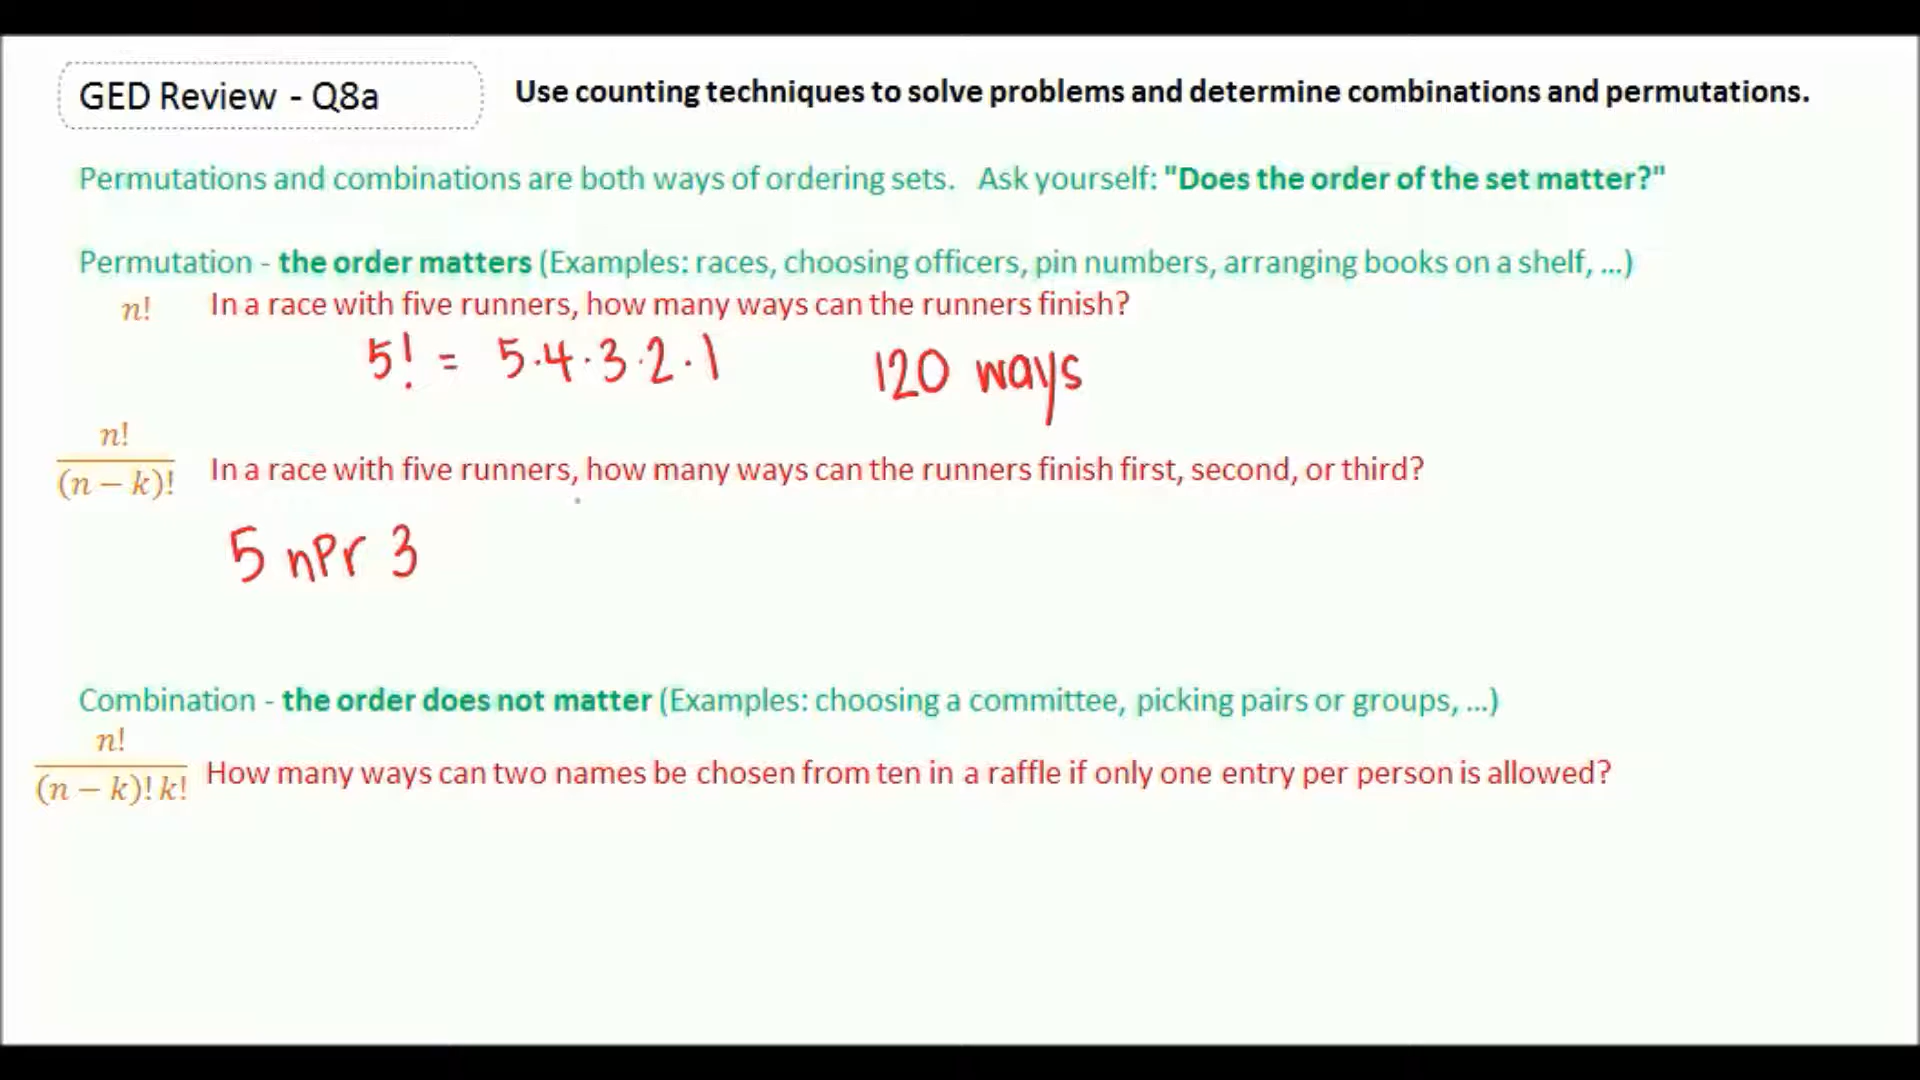 GED Review - Q8a
Use counting techniques to solve problems and determine combinations and permutations.
Permutations and combinations are both ways of ordering sets. Ask yourself: "Does the order of the set matter?"
Permutation - the order matters (Examples: races, choosing officers, pin numbers, arranging books on a shelf, ...)
n! In a race with five runners, how many ways can the runners finish?
5! = 5·4·3·2·1 120 ways
n!
(n − k)! In a race with five runners, how many ways can the runners finish first, second, or third?
5 nPr 3
Combination - the order does not matter (Examples: choosing a committee, picking pairs or groups, ...)
n!
(n − k)! k! How many ways can two names be chosen from ten in a raffle if only one entry per person is allowed?